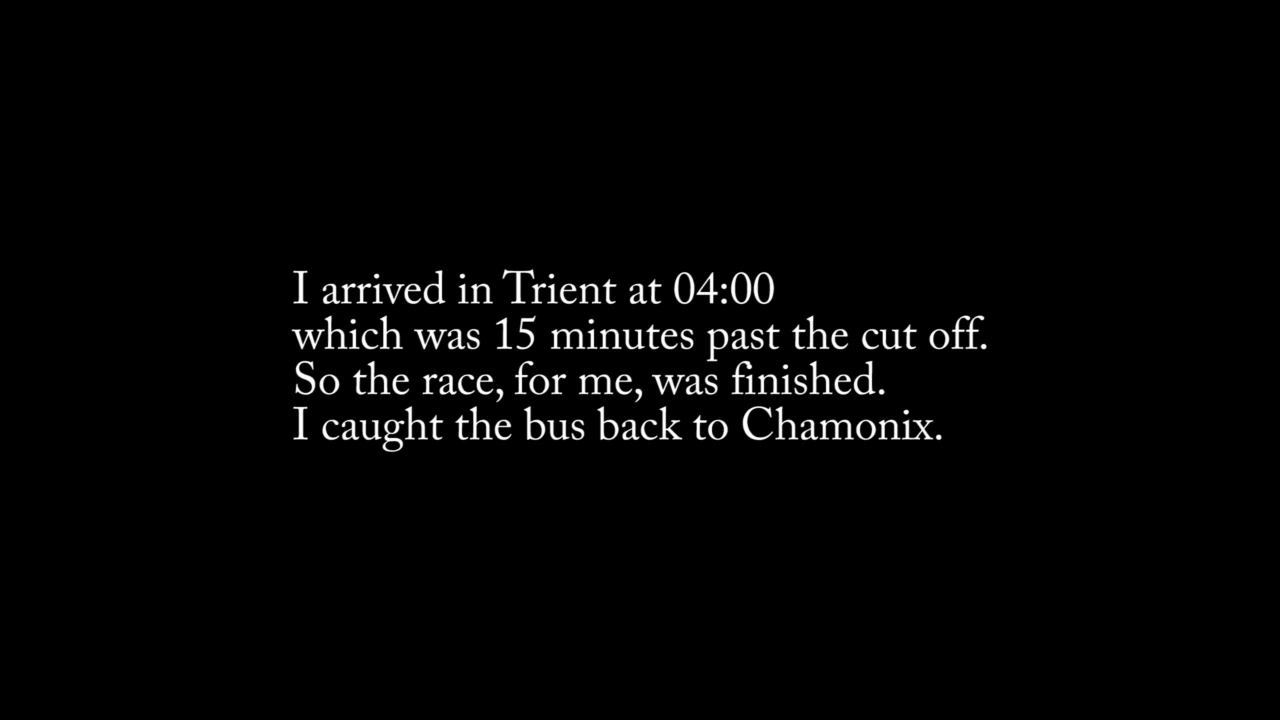 I arrived in Trient at 04:00
which was 15 minutes past the cut off.
So the race, for me, was finished.
I caught the bus back to Chamonix.